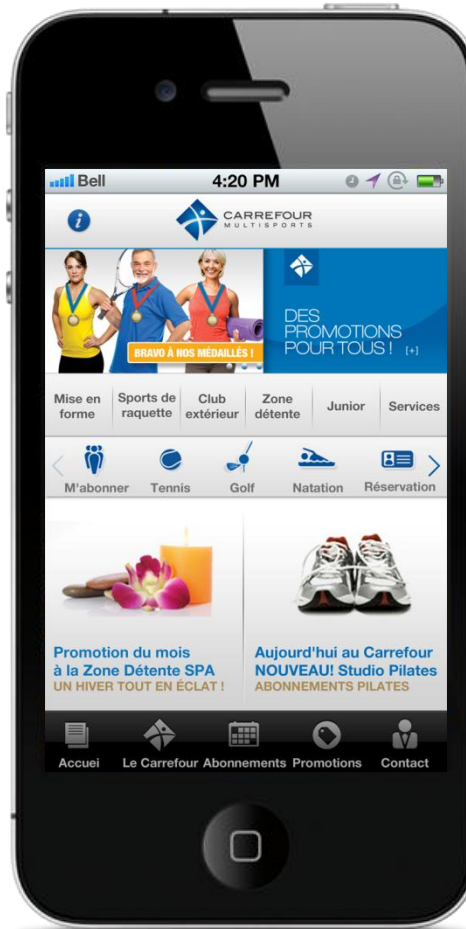 Bell
4:20 PM
CARREFOUR
MULTISPORTS
BRAVO À NOS MÉDAILLÉS !
DES
PROMOTIONS
POUR TOUS ! [+]
Mise en
forme
Sports de
raquette
Club
extérieur
Zone
détente
Junior
Services
M'abonner
Tennis
Golf
Natation
Réservation
Promotion du mois
à la Zone Détente SPA
UN HIVER TOUT EN ÉCLAT !
Aujourd'hui au Carrefour
NOUVEAU! Studio Pilates
ABONNEMENTS PILATES
Accuei
Le Carrefour
Abonnements
Promotions
Contact